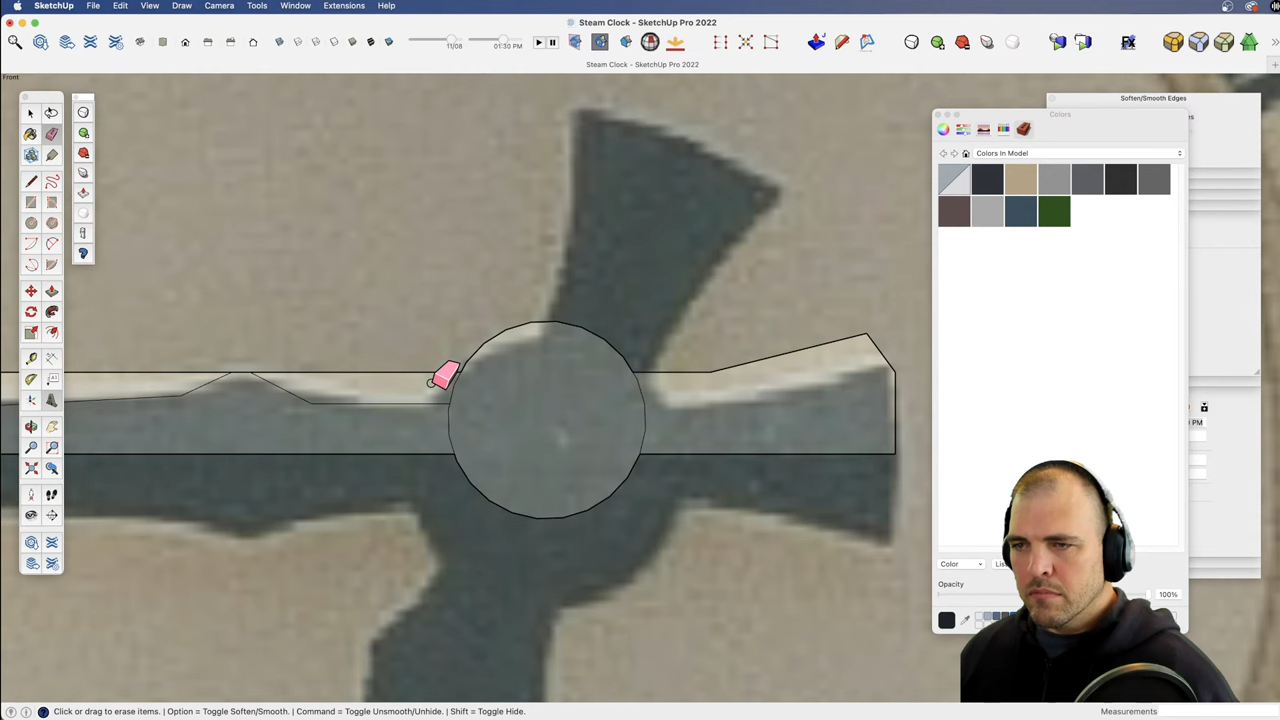 SketchUp File Edit View Draw Camera Tools Window Extensions Help
Steam Clock - SketchUp Pro 2022
11/08 01:30 PM
Steam Clock - SketchUp Pro 2022
Front
Soften/Smooth Edges
Colors
Colors In Model
PM
Color
Opacity
100%
Click or drag to erase items. | Option = Toggle Soften/Smooth. | Command = Toggle Unsmooth/Unhide. | Shift = Toggle Hide.
Measurements